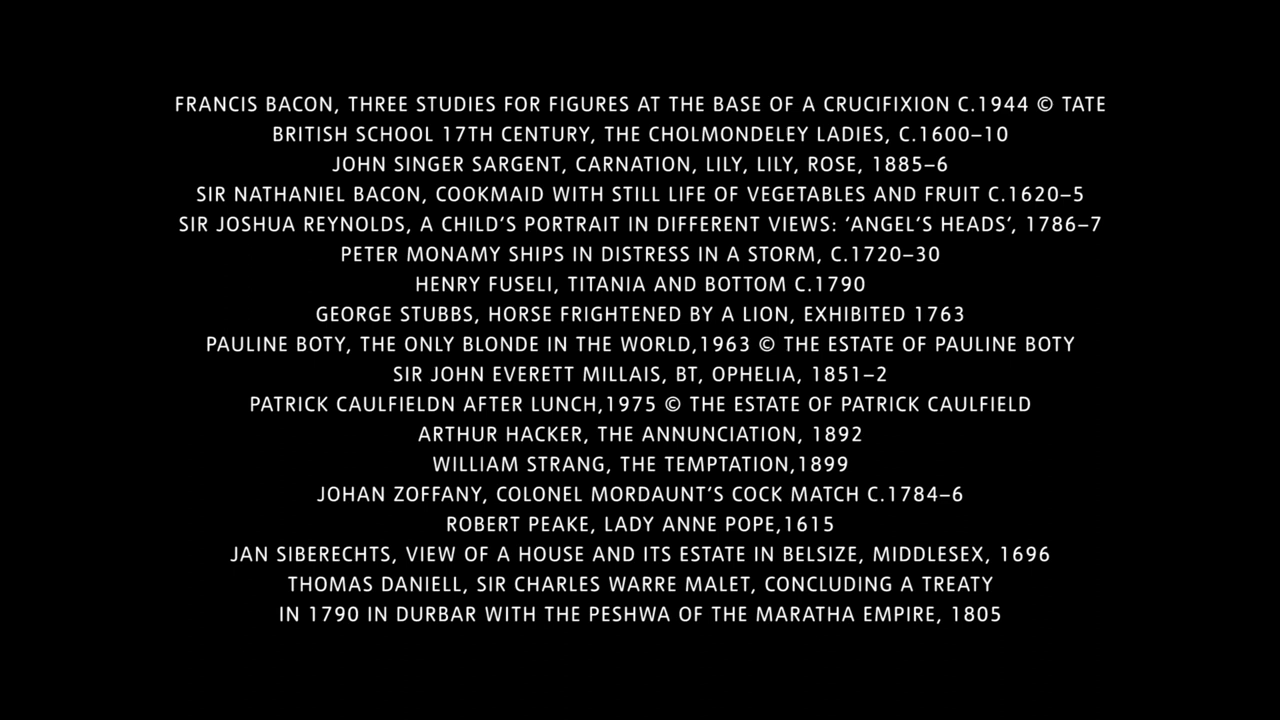 FRANCIS BACON, THREE STUDIES FOR FIGURES AT THE BASE OF A CRUCIFIXION C.1944 © TATE
BRITISH SCHOOL 17TH CENTURY, THE CHOLMONDELEY LADIES, C.1600–10
JOHN SINGER SARGENT, CARNATION, LILY, LILY, ROSE, 1885–6
SIR NATHANIEL BACON, COOKMAID WITH STILL LIFE OF VEGETABLES AND FRUIT C.1620–5
SIR JOSHUA REYNOLDS, A CHILD’S PORTRAIT IN DIFFERENT VIEWS: ‘ANGEL’S HEADS’, 1786–7
PETER MONAMY SHIPS IN DISTRESS IN A STORM, C.1720–30
HENRY FUSELI, TITANIA AND BOTTOM C.1790
GEORGE STUBBS, HORSE FRIGHTENED BY A LION, EXHIBITED 1763
PAULINE BOTY, THE ONLY BLONDE IN THE WORLD,1963 © THE ESTATE OF PAULINE BOTY
SIR JOHN EVERETT MILLAIS, BT, OPHELIA, 1851–2
PATRICK CAULFIELDN AFTER LUNCH,1975 © THE ESTATE OF PATRICK CAULFIELD
ARTHUR HACKER, THE ANNUNCIATION, 1892
WILLIAM STRANG, THE TEMPTATION,1899
JOHAN ZOFFANY, COLONEL MORDAUNT’S COCK MATCH C.1784–6
ROBERT PEAKE, LADY ANNE POPE,1615
JAN SIBERECHTS, VIEW OF A HOUSE AND ITS ESTATE IN BELSIZE, MIDDLESEX, 1696
THOMAS DANIELL, SIR CHARLES WARRE MALET, CONCLUDING A TREATY
IN 1790 IN DURBAR WITH THE PESHWA OF THE MARATHA EMPIRE, 1805